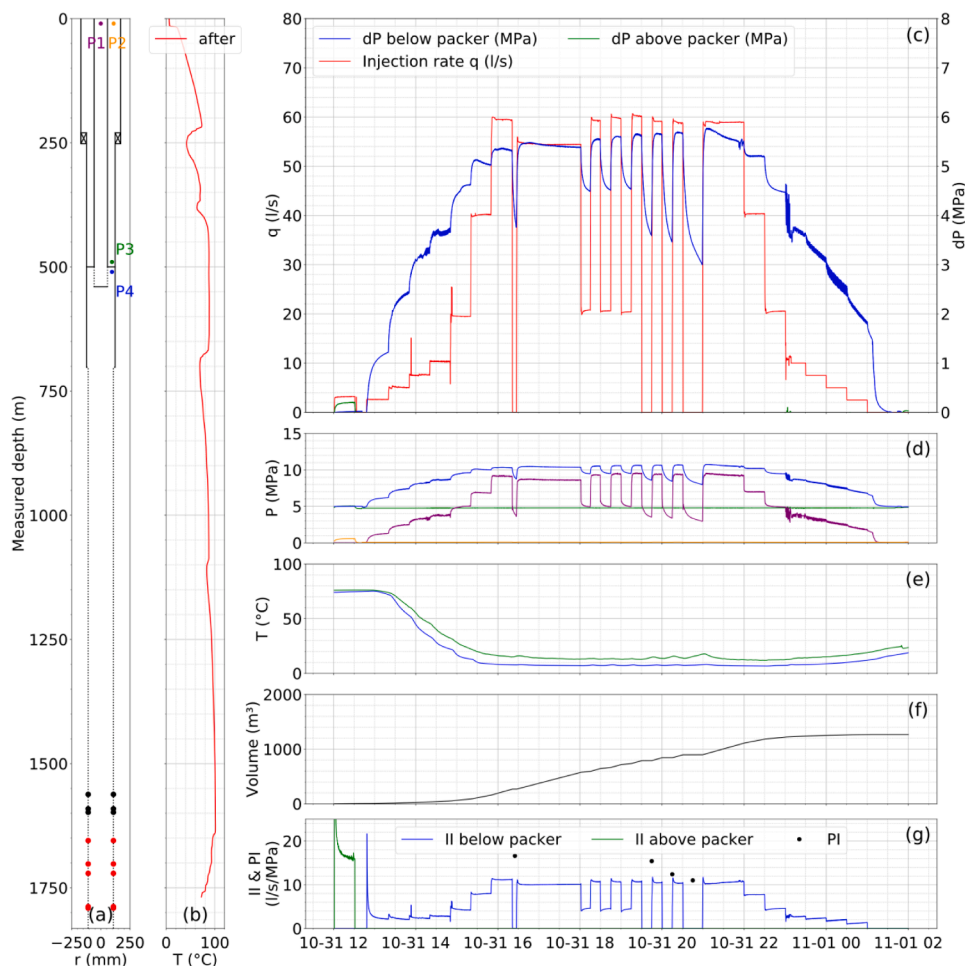 0
250
500
750
1000
1250
1500
1750
Measured depth (m)
P1
P2
P3
P4
(a)
−250
250
r (mm)
after
(b)
0
100
T (°C)
dP below packer (MPa)
dP above packer (MPa)
Injection rate q (l/s)
(c)
80
70
60
50
40
30
20
10
0
q (l/s)
8
7
6
5
4
3
2
1
0
dP (MPa)
(d)
15
10
5
0
P (MPa)
(e)
100
50
0
T (°C)
(f)
2000
1000
0
Volume (m³)
II below packer
II above packer
PI
(g)
20
10
0
II & PI
(l/s/MPa)
10-31 12
10-31 14
10-31 16
10-31 18
10-31 20
10-31 22
11-01 00
11-01 02